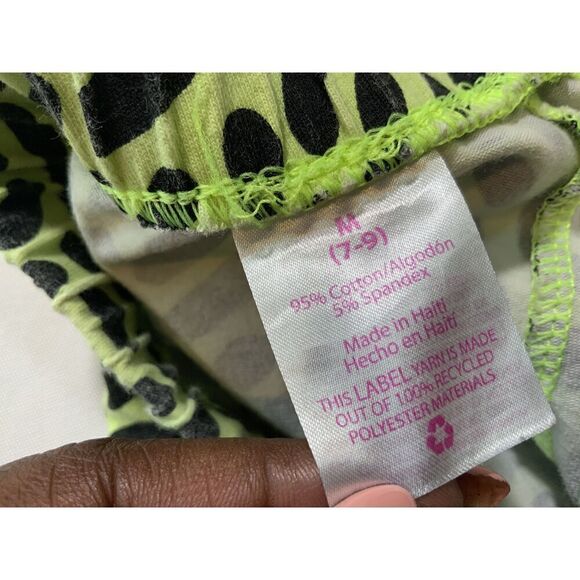 M
(7-9)
95% Cotton/Algodón
5% Spandex
Made in Haiti
Hecho en Haití
THIS LABEL YARN IS MADE
OUT OF 100% RECYCLED
POLYESTER MATERIALS